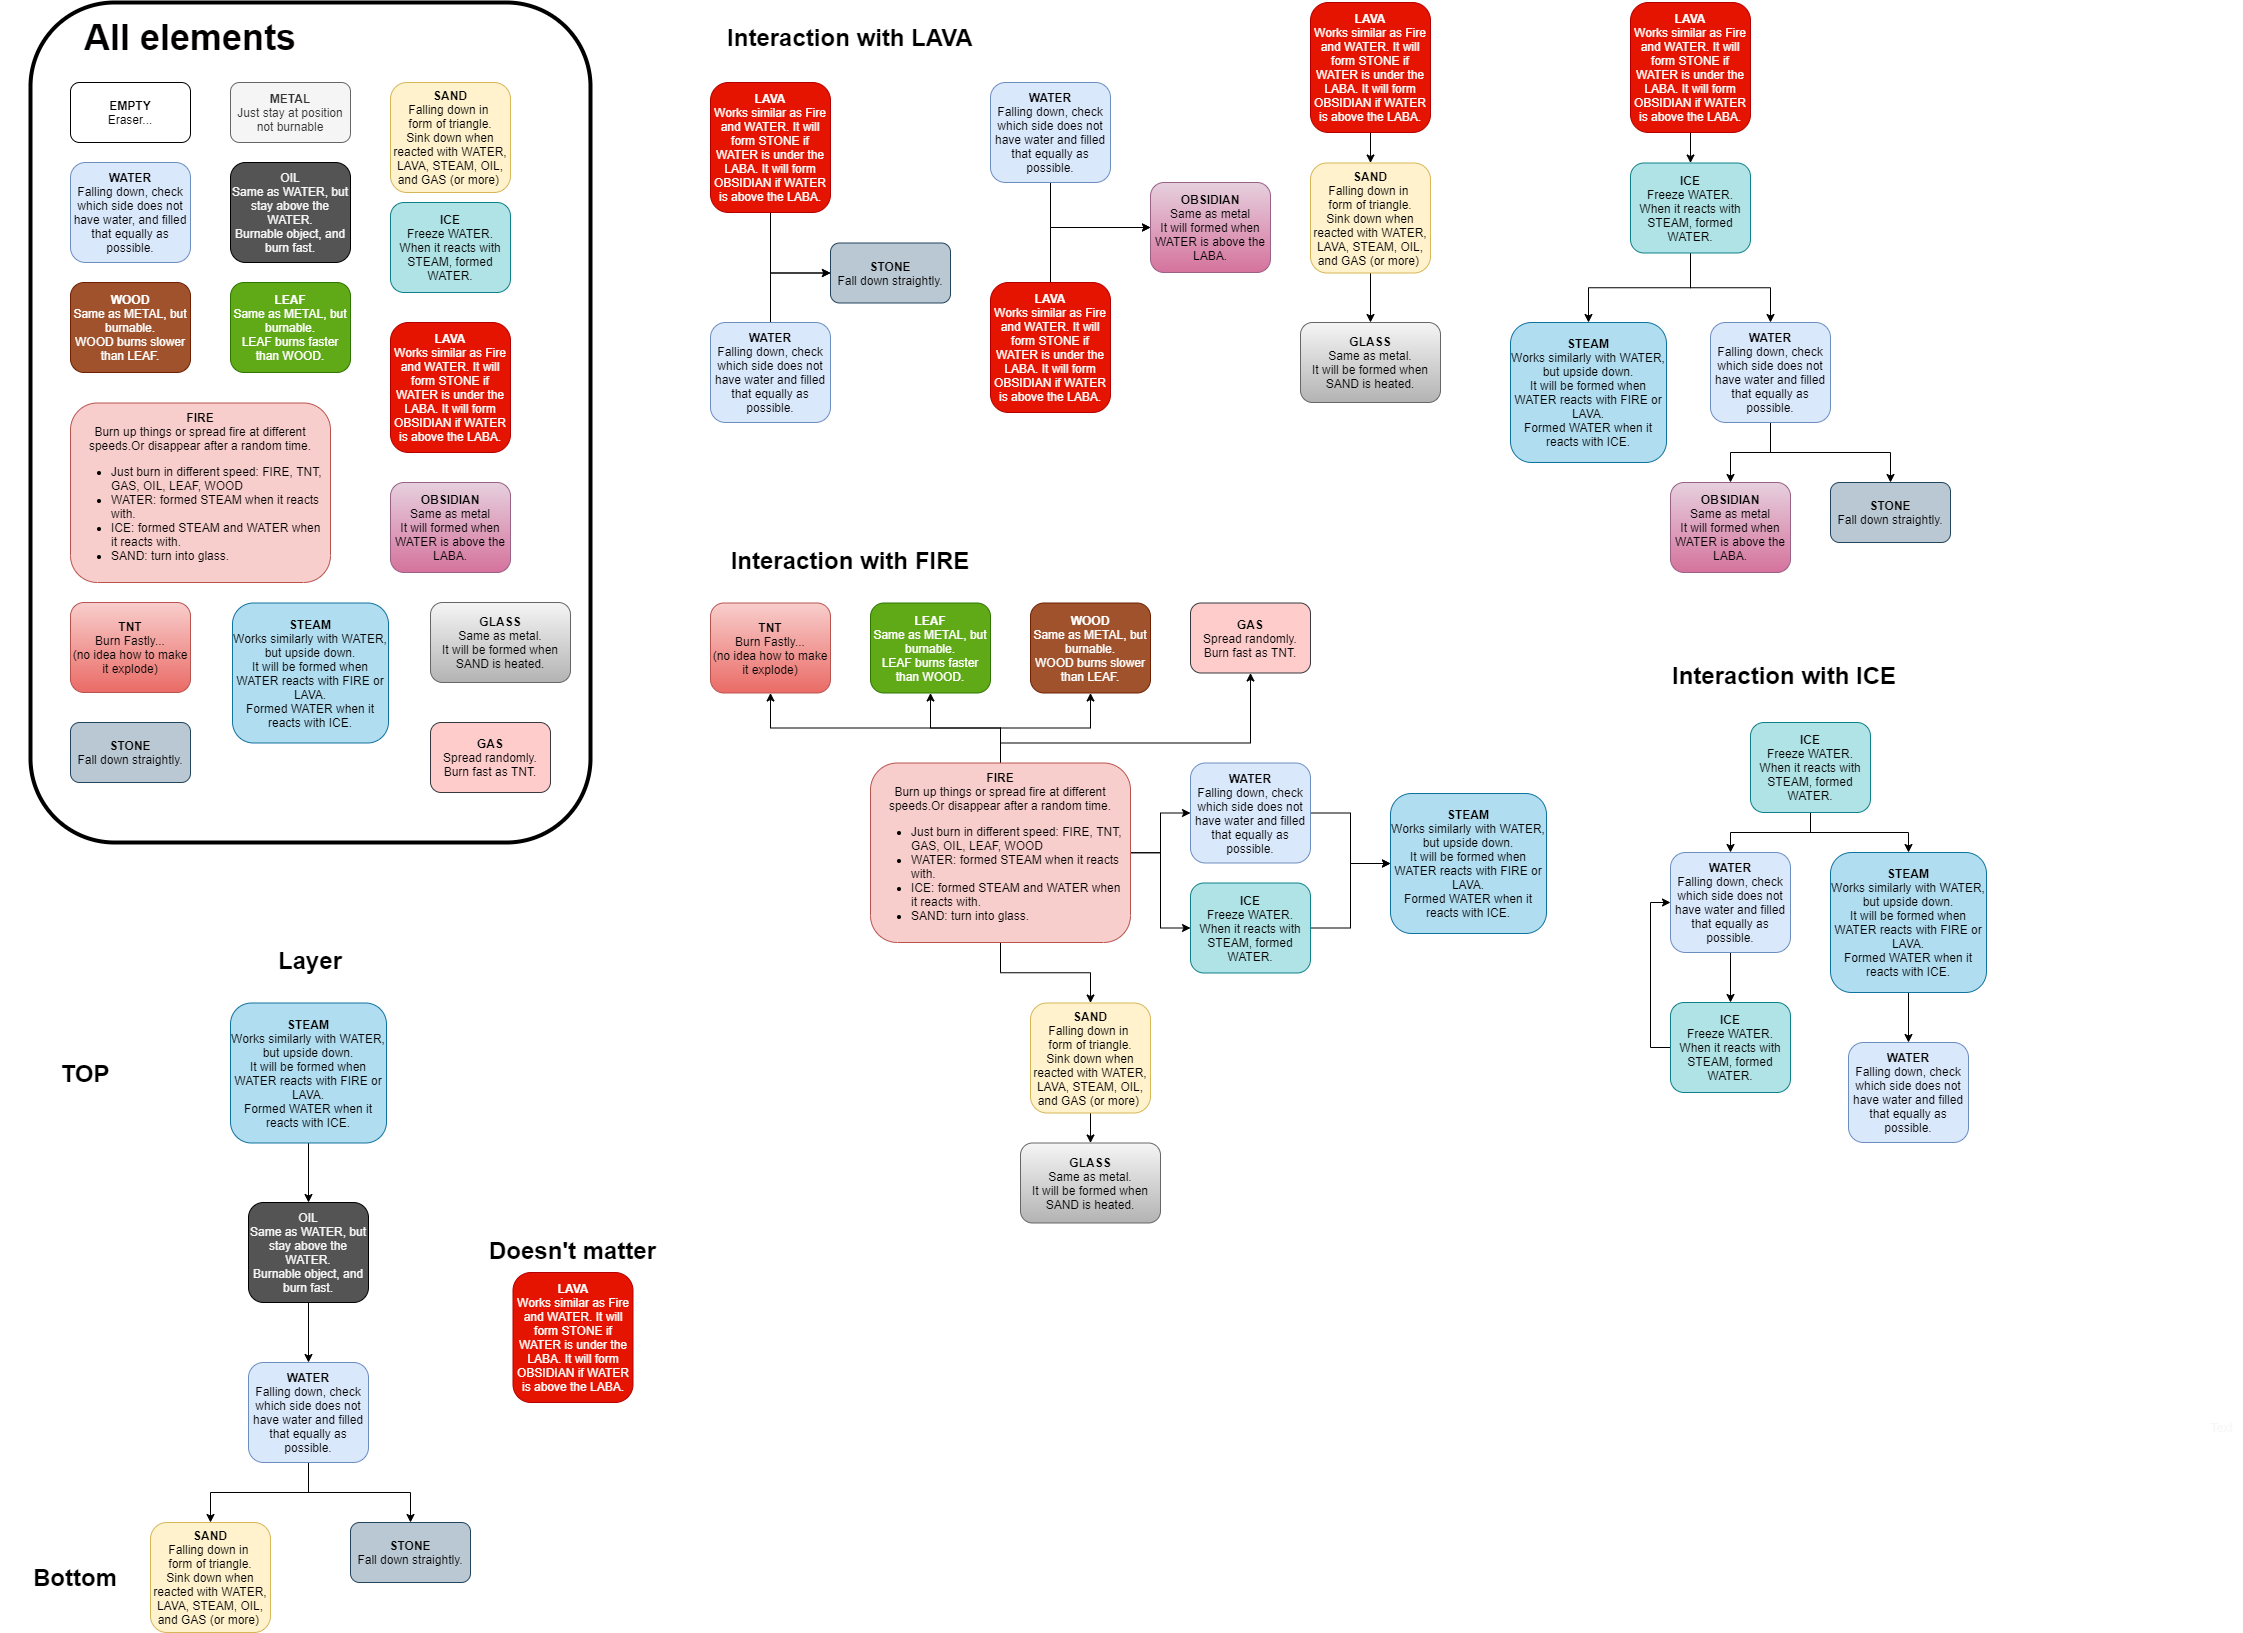 All elements
EMPTY
Eraser...
METAL
Just stay at position
not burnable
SAND
Falling down in
form of triangle.
Sink down when
reacted with WATER,
LAVA, STEAM, OIL,
and GAS (or more)
WATER
Falling down, check
which side does not
have water, and filled
that equally as
possible.
OIL
Same as WATER, but
stay above the
WATER.
Burnable object, and
burn fast.
ICE
Freeze WATER.
When it reacts with
STEAM, formed
WATER.
WOOD
Same as METAL, but
burnable.
WOOD burns slower
than LEAF.
LEAF
Same as METAL, but
burnable.
LEAF burns faster
than WOOD.
LAVA
Works similar as Fire
and WATER. It will
form STONE if
WATER is under the
LABA. It will form
OBSIDIAN if WATER
is above the LABA.
FIRE
Burn up things or spread fire at different
speeds.Or disappear after a random time.
• Just burn in different speed: FIRE, TNT,
GAS, OIL, LEAF, WOOD
• WATER: formed STEAM when it reacts
with.
• ICE: formed STEAM and WATER when
it reacts with.
• SAND: turn into glass.
OBSIDIAN
Same as metal
It will formed when
WATER is above the
LABA.
TNT
Burn Fastly...
(no idea how to make
it explode)
STEAM
Works similarly with WATER,
but upside down.
It will be formed when
WATER reacts with FIRE or
LAVA.
Formed WATER when it
reacts with ICE.
GLASS
Same as metal.
It will be formed when
SAND is heated.
STONE
Fall down straightly.
GAS
Spread randomly.
Burn fast as TNT.
Interaction with LAVA
LAVA
Works similar as Fire
and WATER. It will
form STONE if
WATER is under the
LABA. It will form
OBSIDIAN if WATER
is above the LABA.
STONE
Fall down straightly.
WATER
Falling down, check
which side does not
have water and filled
that equally as
possible.
WATER
Falling down, check
which side does not
have water and filled
that equally as
possible.
OBSIDIAN
Same as metal
It will formed when
WATER is above the
LABA.
LAVA
Works similar as Fire
and WATER. It will
form STONE if
WATER is under the
LABA. It will form
OBSIDIAN if WATER
is above the LABA.
LAVA
Works similar as Fire
and WATER. It will
form STONE if
WATER is under the
LABA. It will form
OBSIDIAN if WATER
is above the LABA.
SAND
Falling down in
form of triangle.
Sink down when
reacted with WATER,
LAVA, STEAM, OIL,
and GAS (or more)
GLASS
Same as metal.
It will be formed when
SAND is heated.
LAVA
Works similar as Fire
and WATER. It will
form STONE if
WATER is under the
LABA. It will form
OBSIDIAN if WATER
is above the LABA.
ICE
Freeze WATER.
When it reacts with
STEAM, formed
WATER.
STEAM
Works similarly with WATER,
but upside down.
It will be formed when
WATER reacts with FIRE or
LAVA.
Formed WATER when it
reacts with ICE.
WATER
Falling down, check
which side does not
have water and filled
that equally as
possible.
OBSIDIAN
Same as metal
It will formed when
WATER is above the
LABA.
STONE
Fall down straightly.
Interaction with FIRE
TNT
Burn Fastly...
(no idea how to make
it explode)
LEAF
Same as METAL, but
burnable.
LEAF burns faster
than WOOD.
WOOD
Same as METAL, but
burnable.
WOOD burns slower
than LEAF.
GAS
Spread randomly.
Burn fast as TNT.
FIRE
Burn up things or spread fire at different
speeds.Or disappear after a random time.
• Just burn in different speed: FIRE, TNT,
GAS, OIL, LEAF, WOOD
• WATER: formed STEAM when it reacts
with.
• ICE: formed STEAM and WATER when
it reacts with.
• SAND: turn into glass.
WATER
Falling down, check
which side does not
have water and filled
that equally as
possible.
ICE
Freeze WATER.
When it reacts with
STEAM, formed
WATER.
STEAM
Works similarly with WATER,
but upside down.
It will be formed when
WATER reacts with FIRE or
LAVA.
Formed WATER when it
reacts with ICE.
SAND
Falling down in
form of triangle.
Sink down when
reacted with WATER,
LAVA, STEAM, OIL,
and GAS (or more)
GLASS
Same as metal.
It will be formed when
SAND is heated.
Interaction with ICE
ICE
Freeze WATER.
When it reacts with
STEAM, formed
WATER.
WATER
Falling down, check
which side does not
have water and filled
that equally as
possible.
ICE
Freeze WATER.
When it reacts with
STEAM, formed
WATER.
STEAM
Works similarly with WATER,
but upside down.
It will be formed when
WATER reacts with FIRE or
LAVA.
Formed WATER when it
reacts with ICE.
WATER
Falling down, check
which side does not
have water and filled
that equally as
possible.
Layer
TOP
STEAM
Works similarly with WATER,
but upside down.
It will be formed when
WATER reacts with FIRE or
LAVA.
Formed WATER when it
reacts with ICE.
OIL
Same as WATER, but
stay above the
WATER.
Burnable object, and
burn fast.
WATER
Falling down, check
which side does not
have water and filled
that equally as
possible.
Bottom
SAND
Falling down in
form of triangle.
Sink down when
reacted with WATER,
LAVA, STEAM, OIL,
and GAS (or more)
STONE
Fall down straightly.
Doesn't matter
LAVA
Works similar as Fire
and WATER. It will
form STONE if
WATER is under the
LABA. It will form
OBSIDIAN if WATER
is above the LABA.